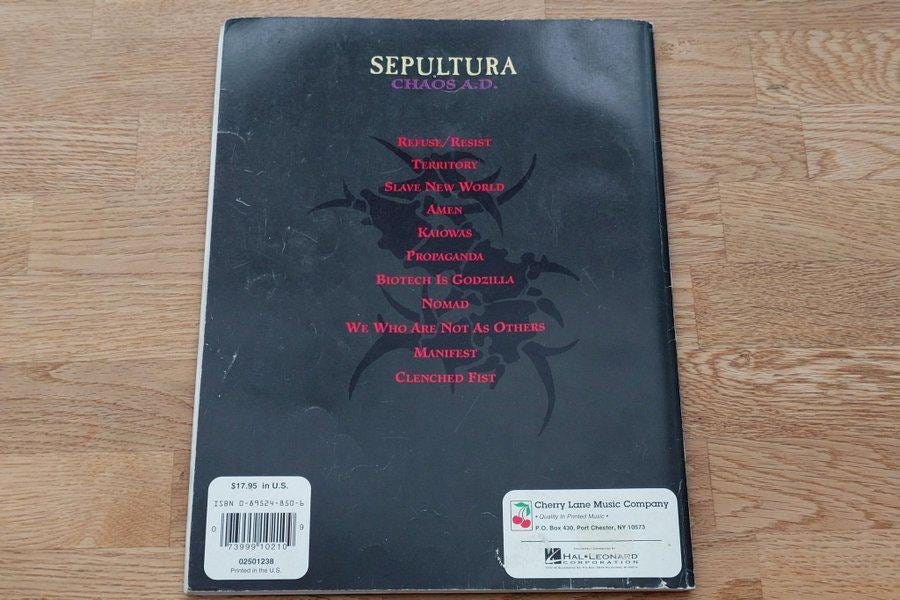 SEPULTURA
CHAOS A.D.
REFUSE/RESIST
TERRITORY
SLAVE NEW WORLD
AMEN
KAIOWAS
PROPAGANDA
BIOTECH IS GODZILLA
NOMAD
WE WHO ARE NOT AS OTHERS
MANIFEST
CLENCHED FIST
$17.95 in U.S.
ISBN 0-89524-850-6
0 73999 10210 9
02501238
Printed in the U.S.
Cherry Lane Music Company
• Quality In Printed Music •
P.O. Box 430, Port Chester, NY 10573
HAL•LEONARD
CORPORATION